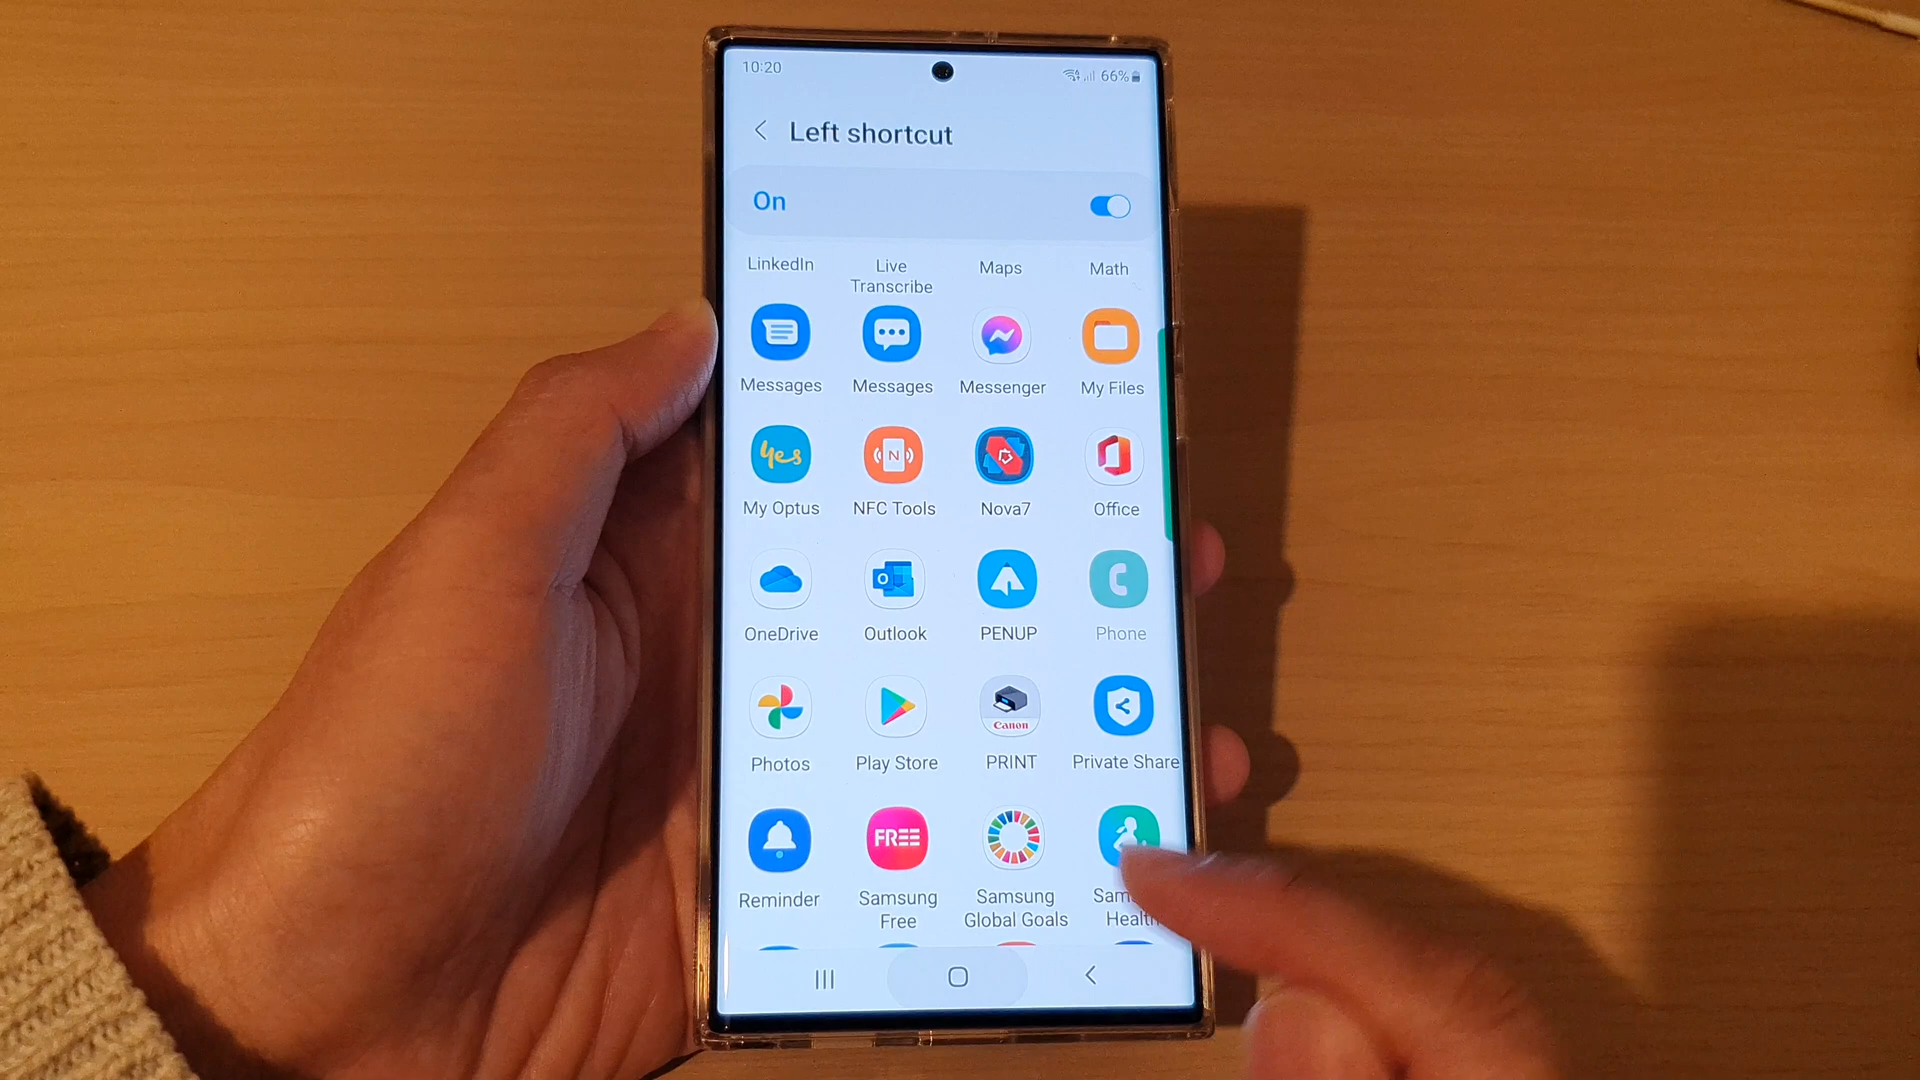 10:20
66%
Left shortcut
On
LinkedIn
Live
Transcribe
Maps
Math
Messages
Messages
Messenger
My Files
yes
N
My Optus
NFC Tools
Nova7
Office
O
OneDrive
Outlook
PENUP
Phone
Canon
Photos
Play Store
PRINT
Private Share
FREE
Reminder
Samsung
Free
Samsung
Global Goals
Health